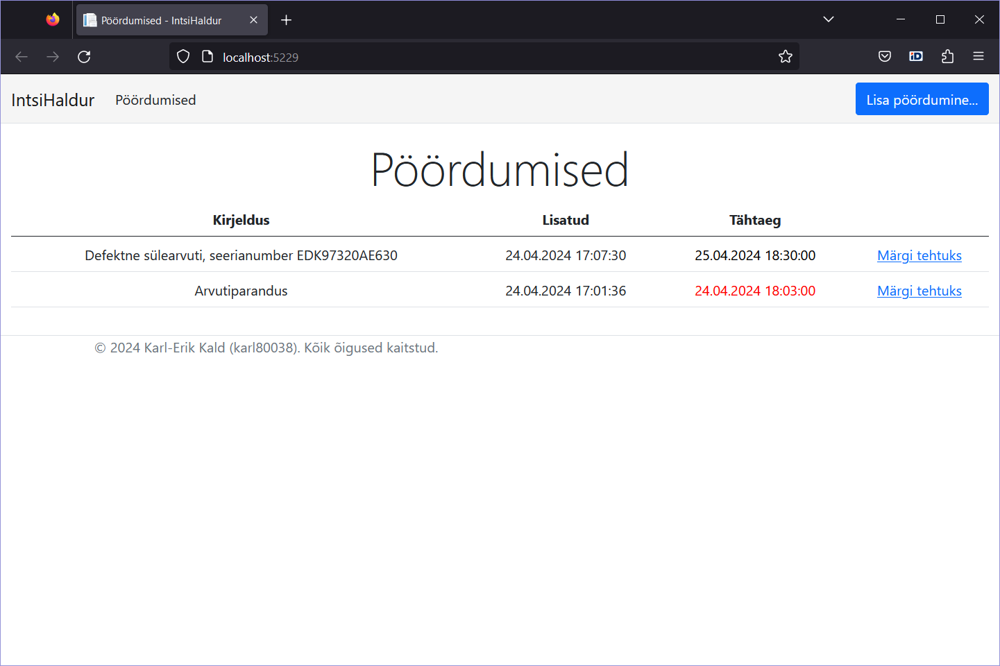 Pöördumised - IntsiHaldur
localhost:5229
IntsiHaldur Pöördumised Lisa pöördumine...
Pöördumised
Kirjeldus Lisatud Tähtaeg
Defektne sülearvuti, seerianumber EDK97320AE630 24.04.2024 17:07:30 25.04.2024 18:30:00 Märgi tehtuks
Arvutiparandus 24.04.2024 17:01:36 24.04.2024 18:03:00 Märgi tehtuks
© 2024 Karl-Erik Kald (karl80038). Kõik õigused kaitstud.